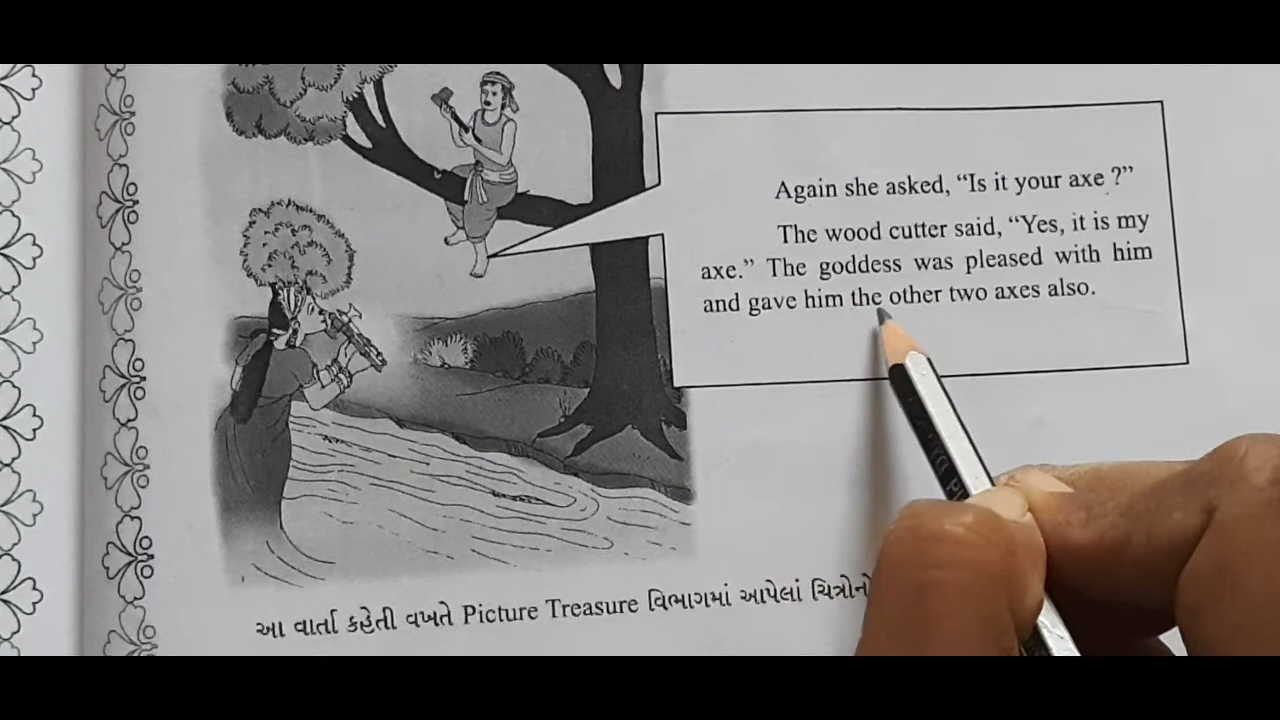 Again she asked, “Is it your axe ?”
The wood cutter said, “Yes, it is my
axe.” The goddess was pleased with him
and gave him the other two axes also.
આ વાર્તા કહેતી વખતે Picture Treasure વિભાગમાં આપેલાં ચિત્રોનો